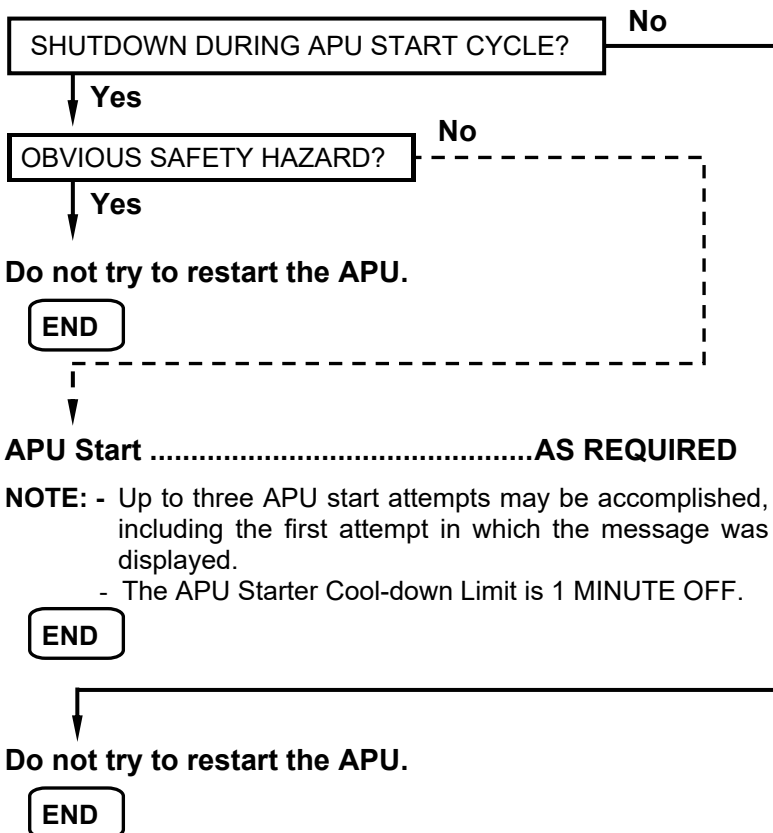 No
SHUTDOWN DURING APU START CYCLE?
Yes
No
OBVIOUS SAFETY HAZARD?
Yes
Do not try to restart the APU.
END
APU Start ...............................................AS REQUIRED
NOTE: - Up to three APU start attempts may be accomplished,
including the first attempt in which the message was
displayed.
- The APU Starter Cool-down Limit is 1 MINUTE OFF.
END
Do not try to restart the APU.
END